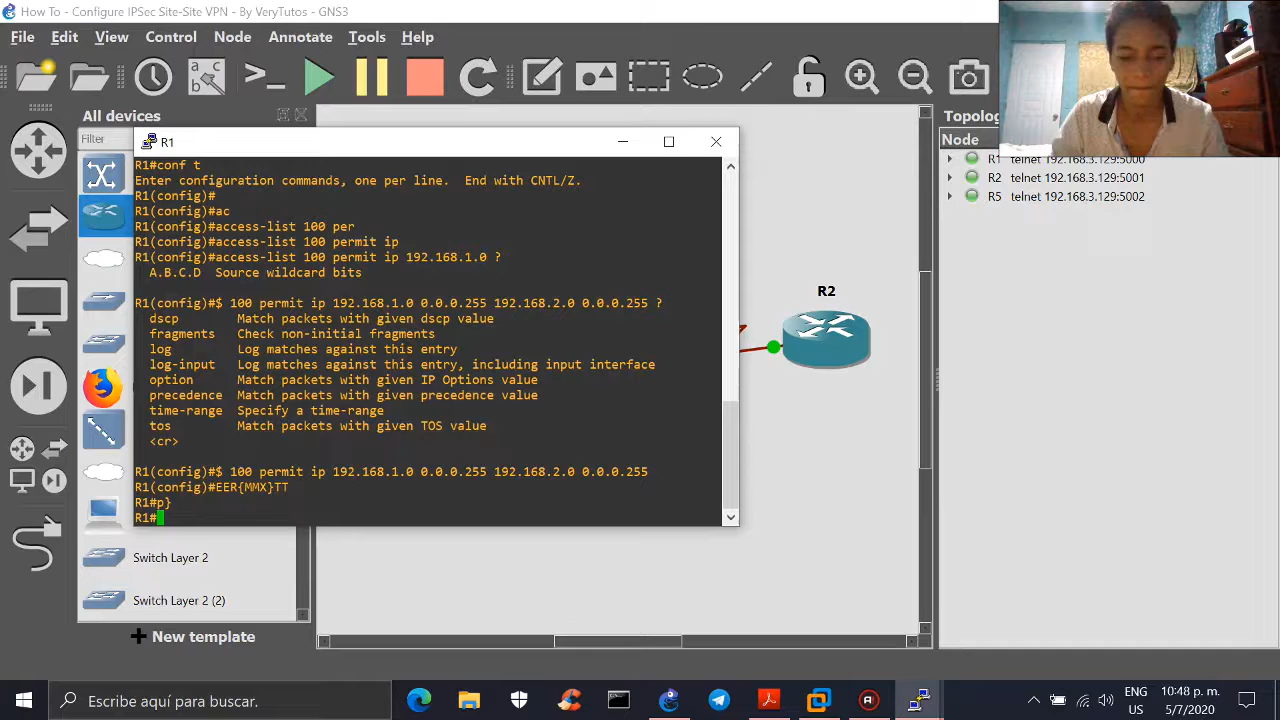 How To - Configure IPSec Site-Site VPN - By VeryTutos - GNS3
File Edit View Control Node Annotate Tools Help
a c
b
All devices
Filter
Topolog
Node
R1 telnet 192.168.3.129:5000
R2 telnet 192.168.3.129:5001
R5 telnet 192.168.3.129:5002
R1
R1#conf t
Enter configuration commands, one per line.  End with CNTL/Z.
R1(config)#
R1(config)#ac
R1(config)#access-list 100 per
R1(config)#access-list 100 permit ip
R1(config)#access-list 100 permit ip 192.168.1.0 ?
A.B.C.D  Source wildcard bits
R1(config)#$ 100 permit ip 192.168.1.0 0.0.0.255 192.168.2.0 0.0.0.255 ?
dscp        Match packets with given dscp value
fragments   Check non-initial fragments
log         Log matches against this entry
log-input   Log matches against this entry, including input interface
option      Match packets with given IP Options value
precedence  Match packets with given precedence value
time-range  Specify a time-range
tos         Match packets with given TOS value
<cr>
R1(config)#$ 100 permit ip 192.168.1.0 0.0.0.255 192.168.2.0 0.0.0.255
R1(config)#EER{MMX}TT
R1#p}
R1#
R2
Switch Layer 2
Switch Layer 2 (2)
New template
Escribe aquí para buscar.
ENG
US
10:48 p. m.
5/7/2020